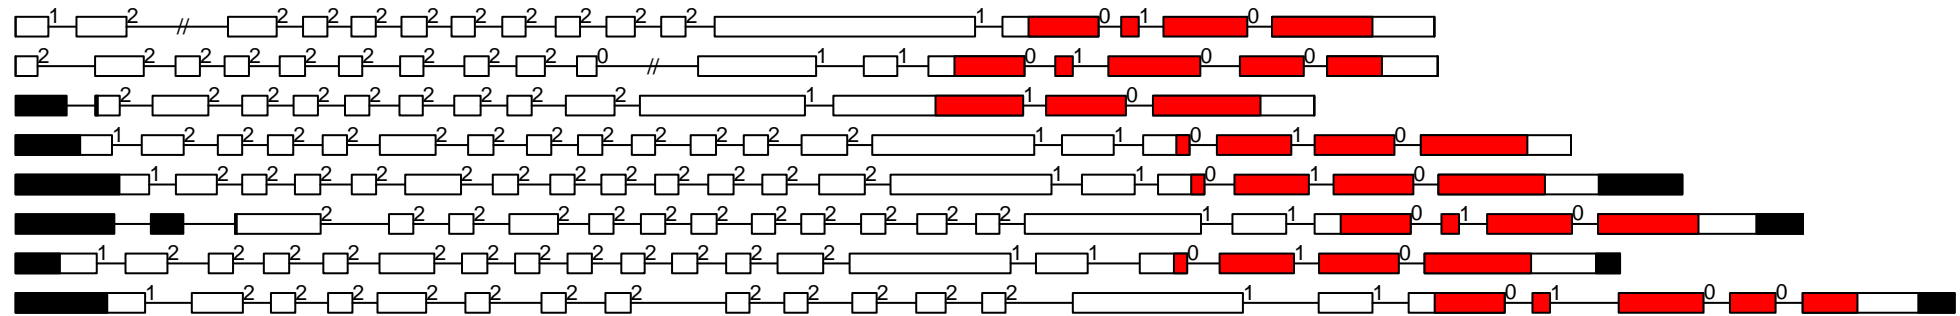 1 2 // 2 2 2 2 2 2 2 2 2 1 0 1 0
2 2 2 2 2 2 2 2 2 0 // 1 1 0 1 0 0
2 2 2 2 2 2 2 2 2 1 1 0
1 2 2 2 2 2 2 2 2 2 2 2 2 1 1 0 1 0
1 2 2 2 2 2 2 2 2 2 2 2 2 1 1 0 1 0
2 2 2 2 2 2 2 2 2 2 2 2 1 1 0 1 0
1 2 2 2 2 2 2 2 2 2 2 2 2 1 1 0 1 0
1 2 2 2 2 2 2 2 2 2 2 2 2 1 1 0 1 0 0